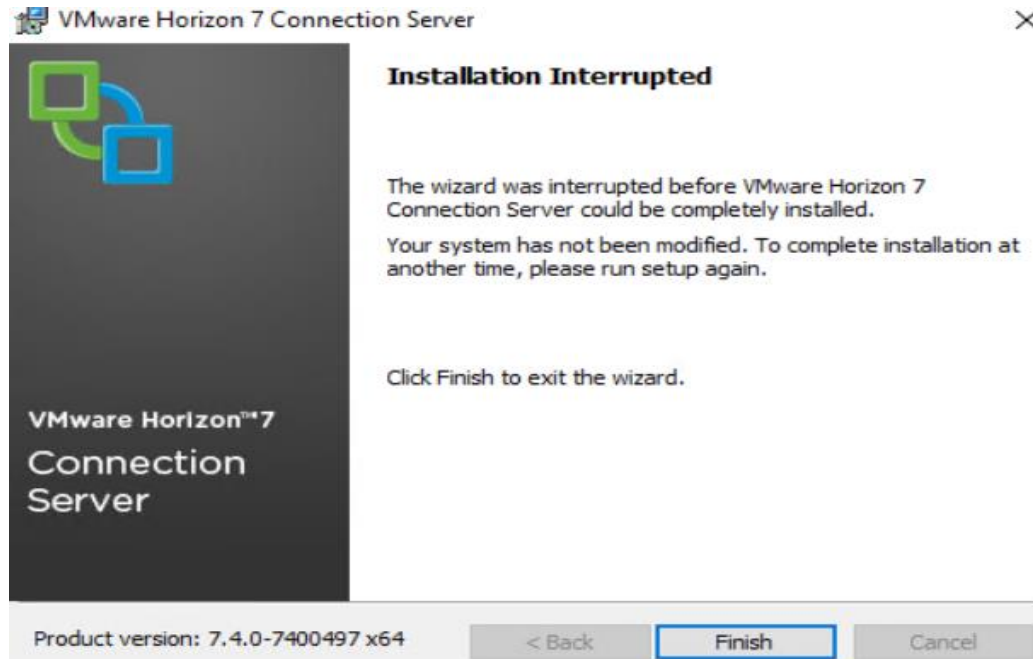 VMware Horizon 7 Connection Server
Installation Interrupted
The wizard was interrupted before VMware Horizon 7
Connection Server could be completely installed.
Your system has not been modified. To complete installation at
another time, please run setup again.
Click Finish to exit the wizard.
VMware Horizon™7
Connection
Server
Product version: 7.4.0-7400497 x64
< Back
Finish
Cancel